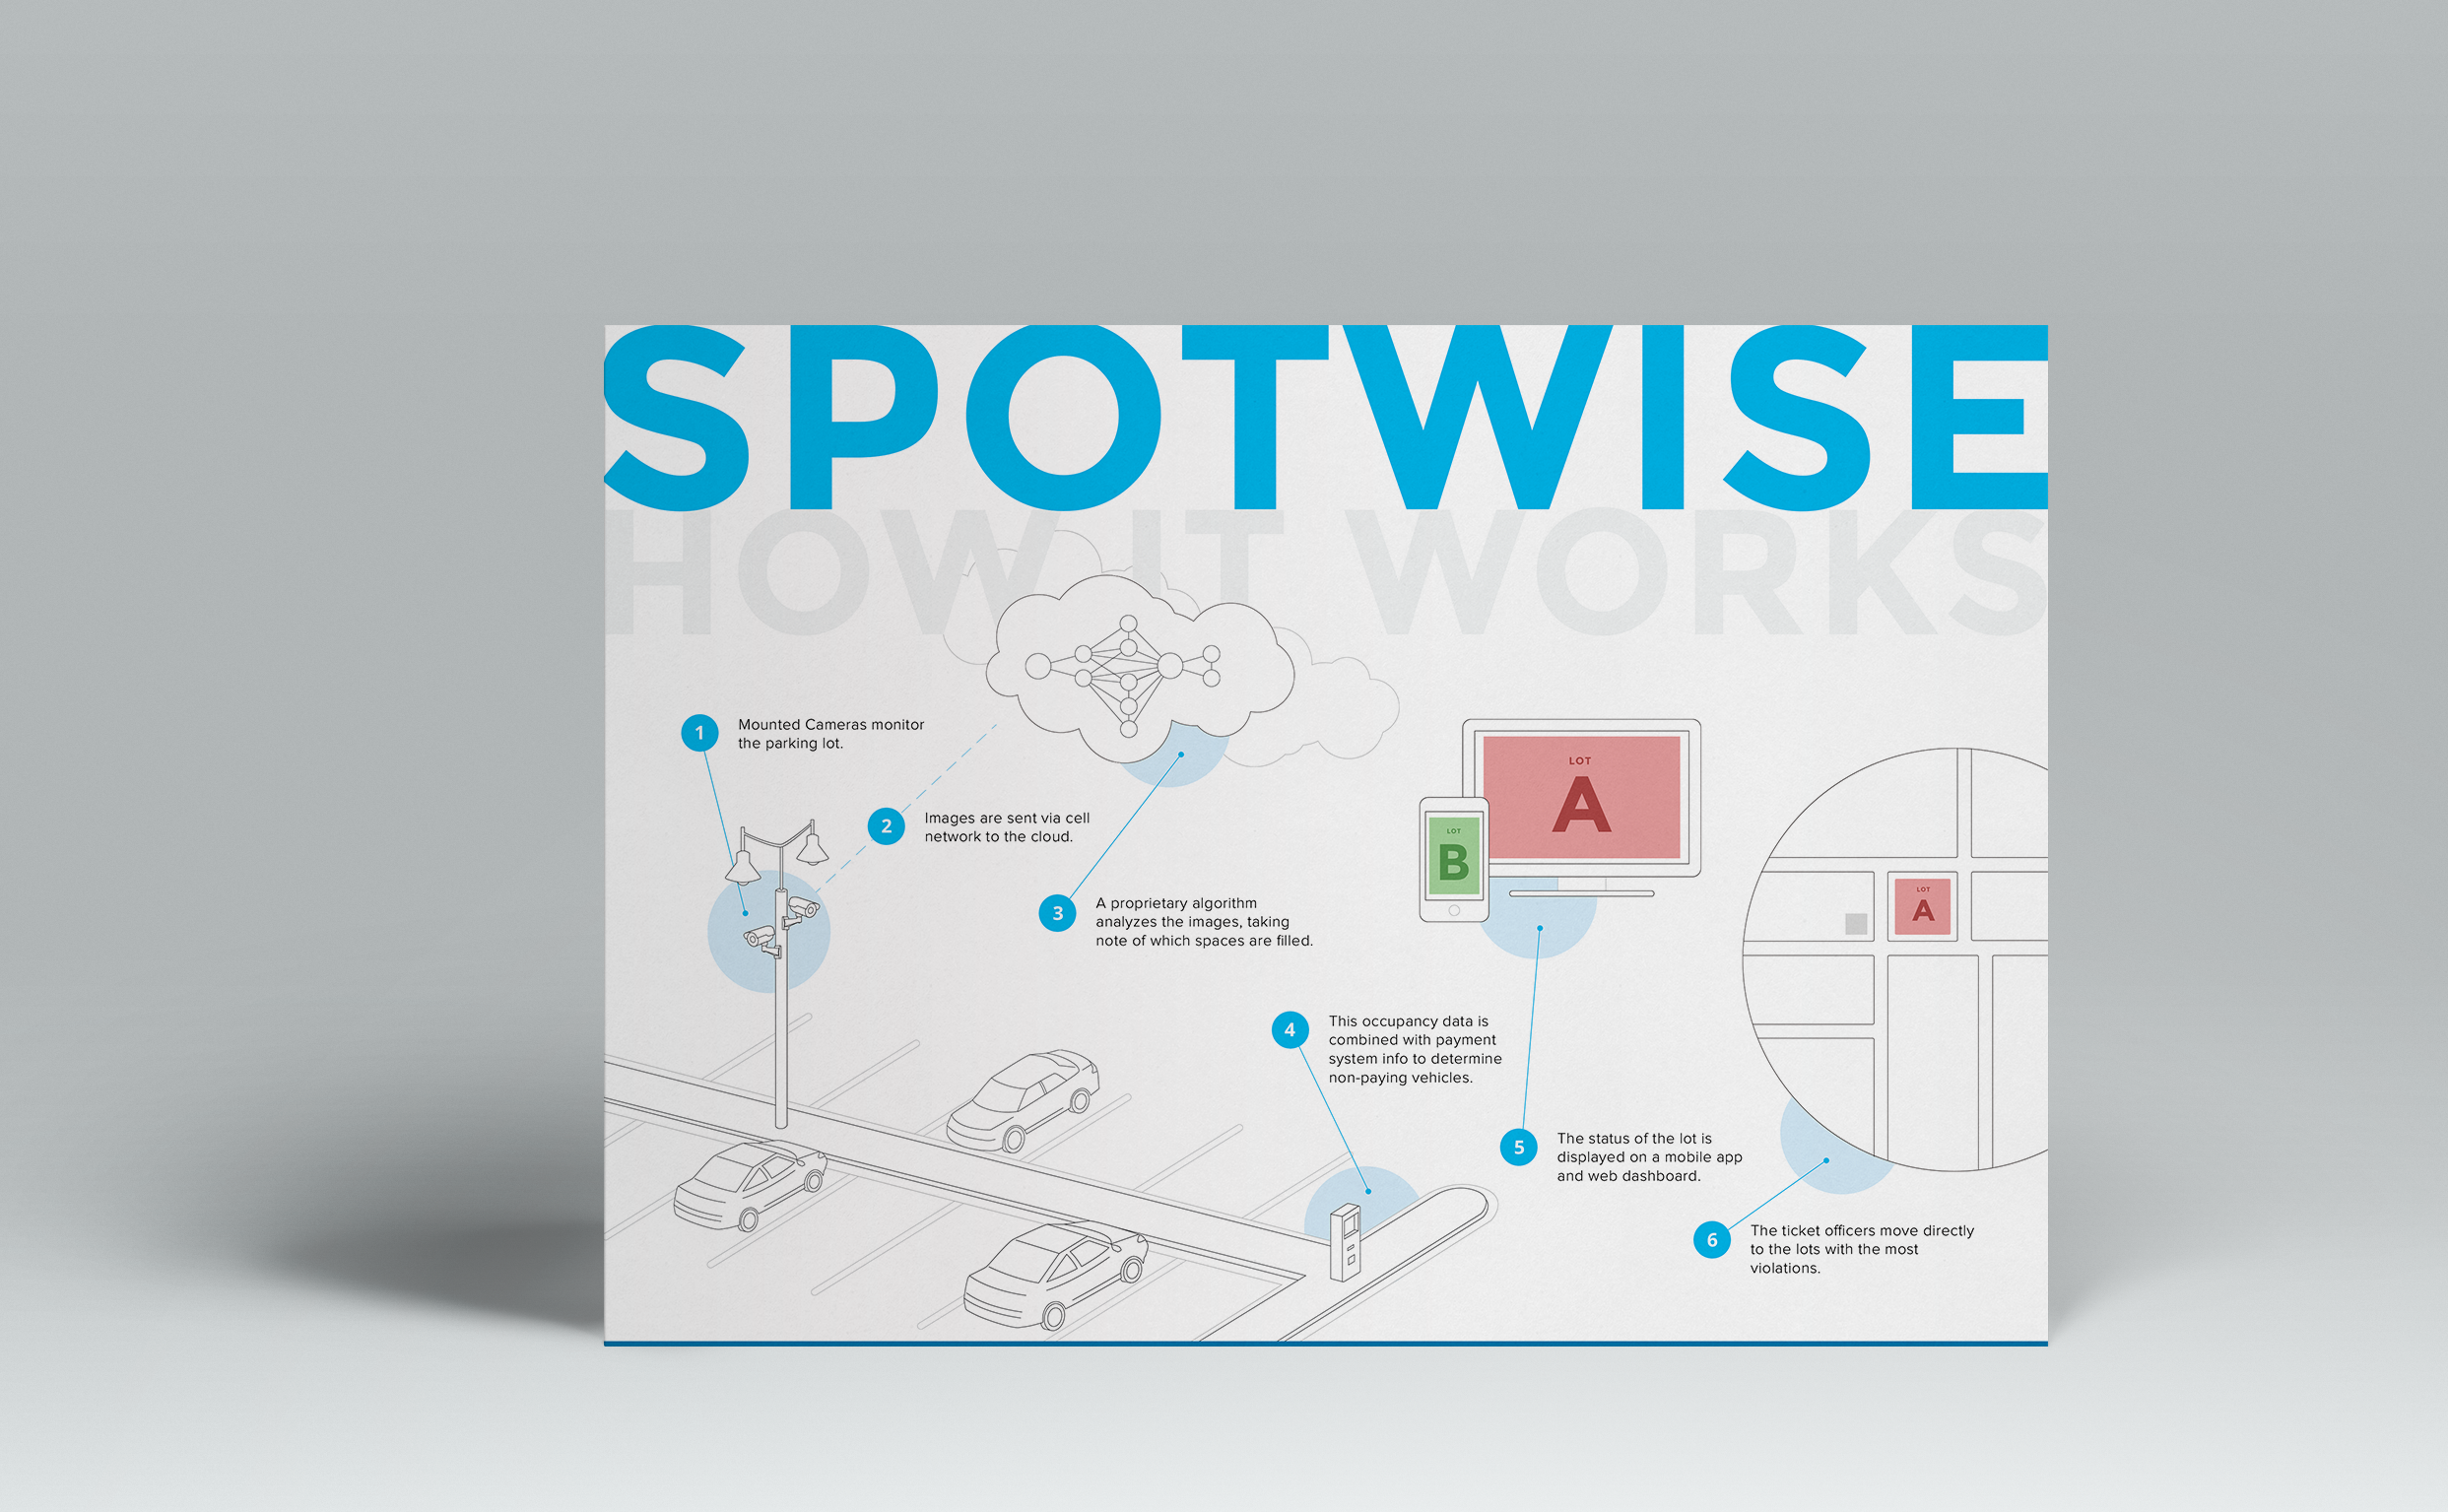 SPOTWISE
HOW IT WORKS
1
Mounted Cameras monitor
the parking lot.
2
Images are sent via cell
network to the cloud.
3
A proprietary algorithm
analyzes the images, taking
note of which spaces are filled.
LOT
A
LOT
B
LOT
A
4
This occupancy data is
combined with payment
system info to determine
non-paying vehicles.
5
The status of the lot is
displayed on a mobile app
and web dashboard.
6
The ticket officers move directly
to the lots with the most
violations.